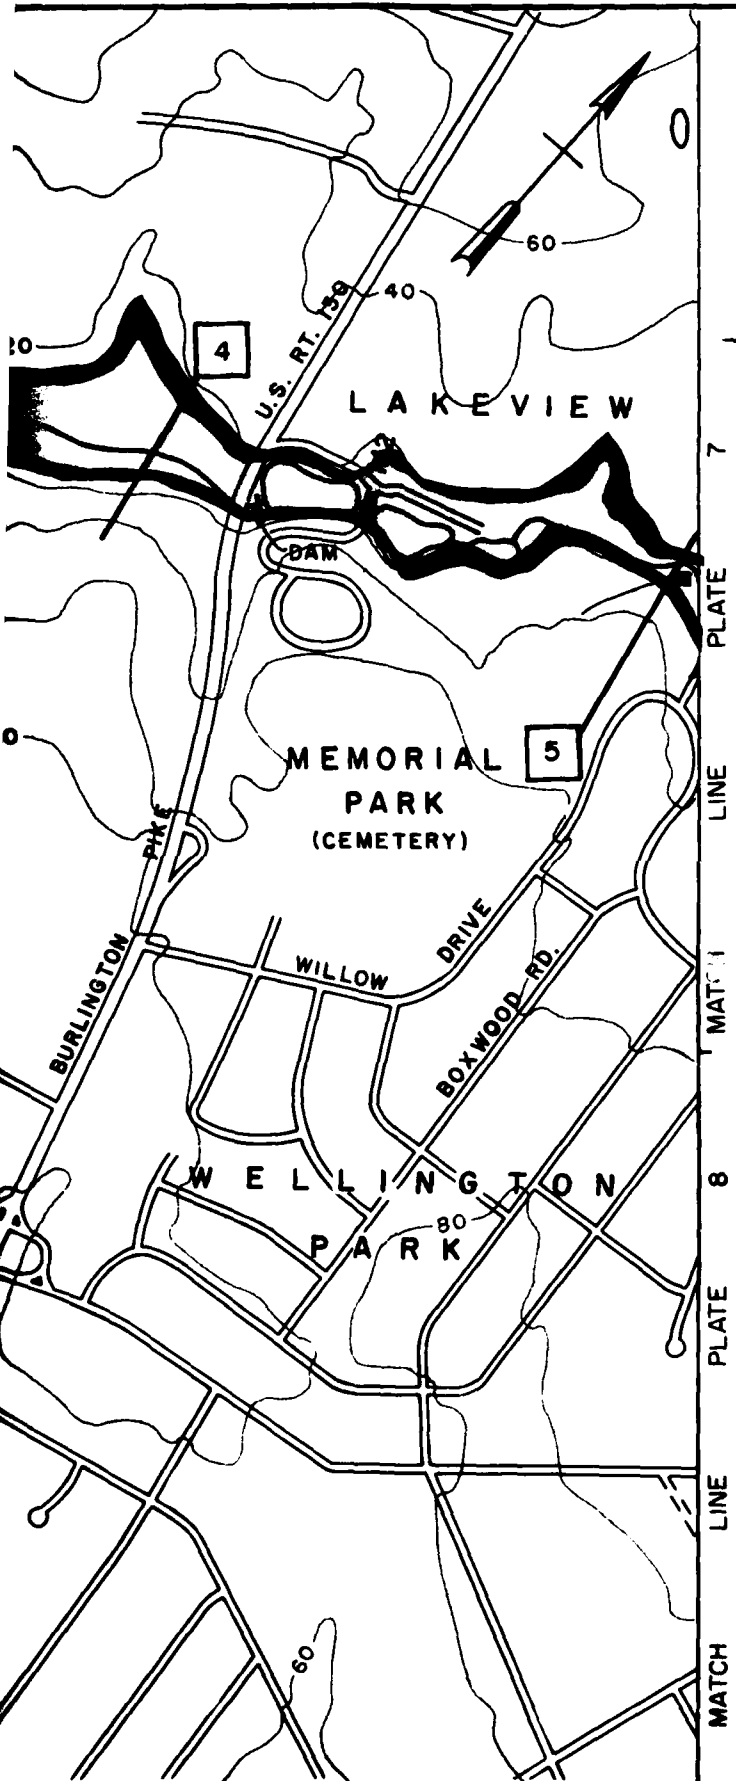 60
40
20
4
U.S. RT. 130
LAKEVIEW
7
DAM
PLATE
5
MEMORIAL
PARK
(CEMETERY)
LINE
PIKE
DRIVE
WILLOW
BOXWOOD RD.
BURLINGTON
MATCH
WELLINGTON
8
80
PARK
PLATE
LINE
60
MATCH